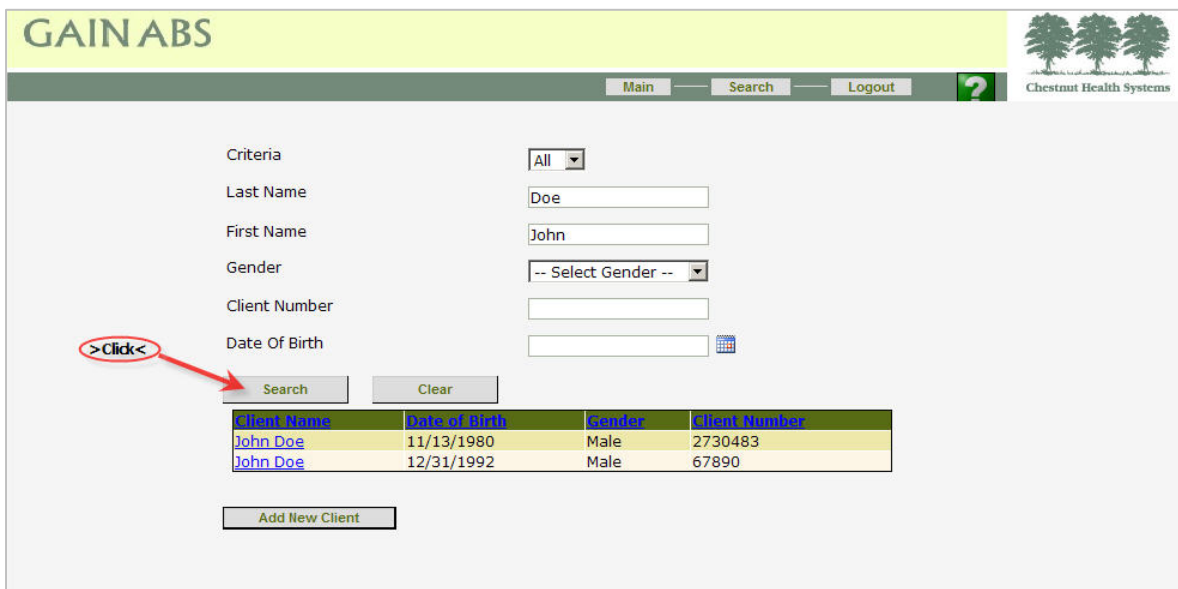 GAIN ABS
Main Search Logout ?
Chestnut Health Systems
Criteria All
Last Name Doe
First Name John
Gender -- Select Gender --
Client Number
Date Of Birth
>Click<
Search Clear
Client Name Date of Birth Gender Client Number
John Doe 11/13/1980 Male 2730483
John Doe 12/31/1992 Male 67890
Add New Client